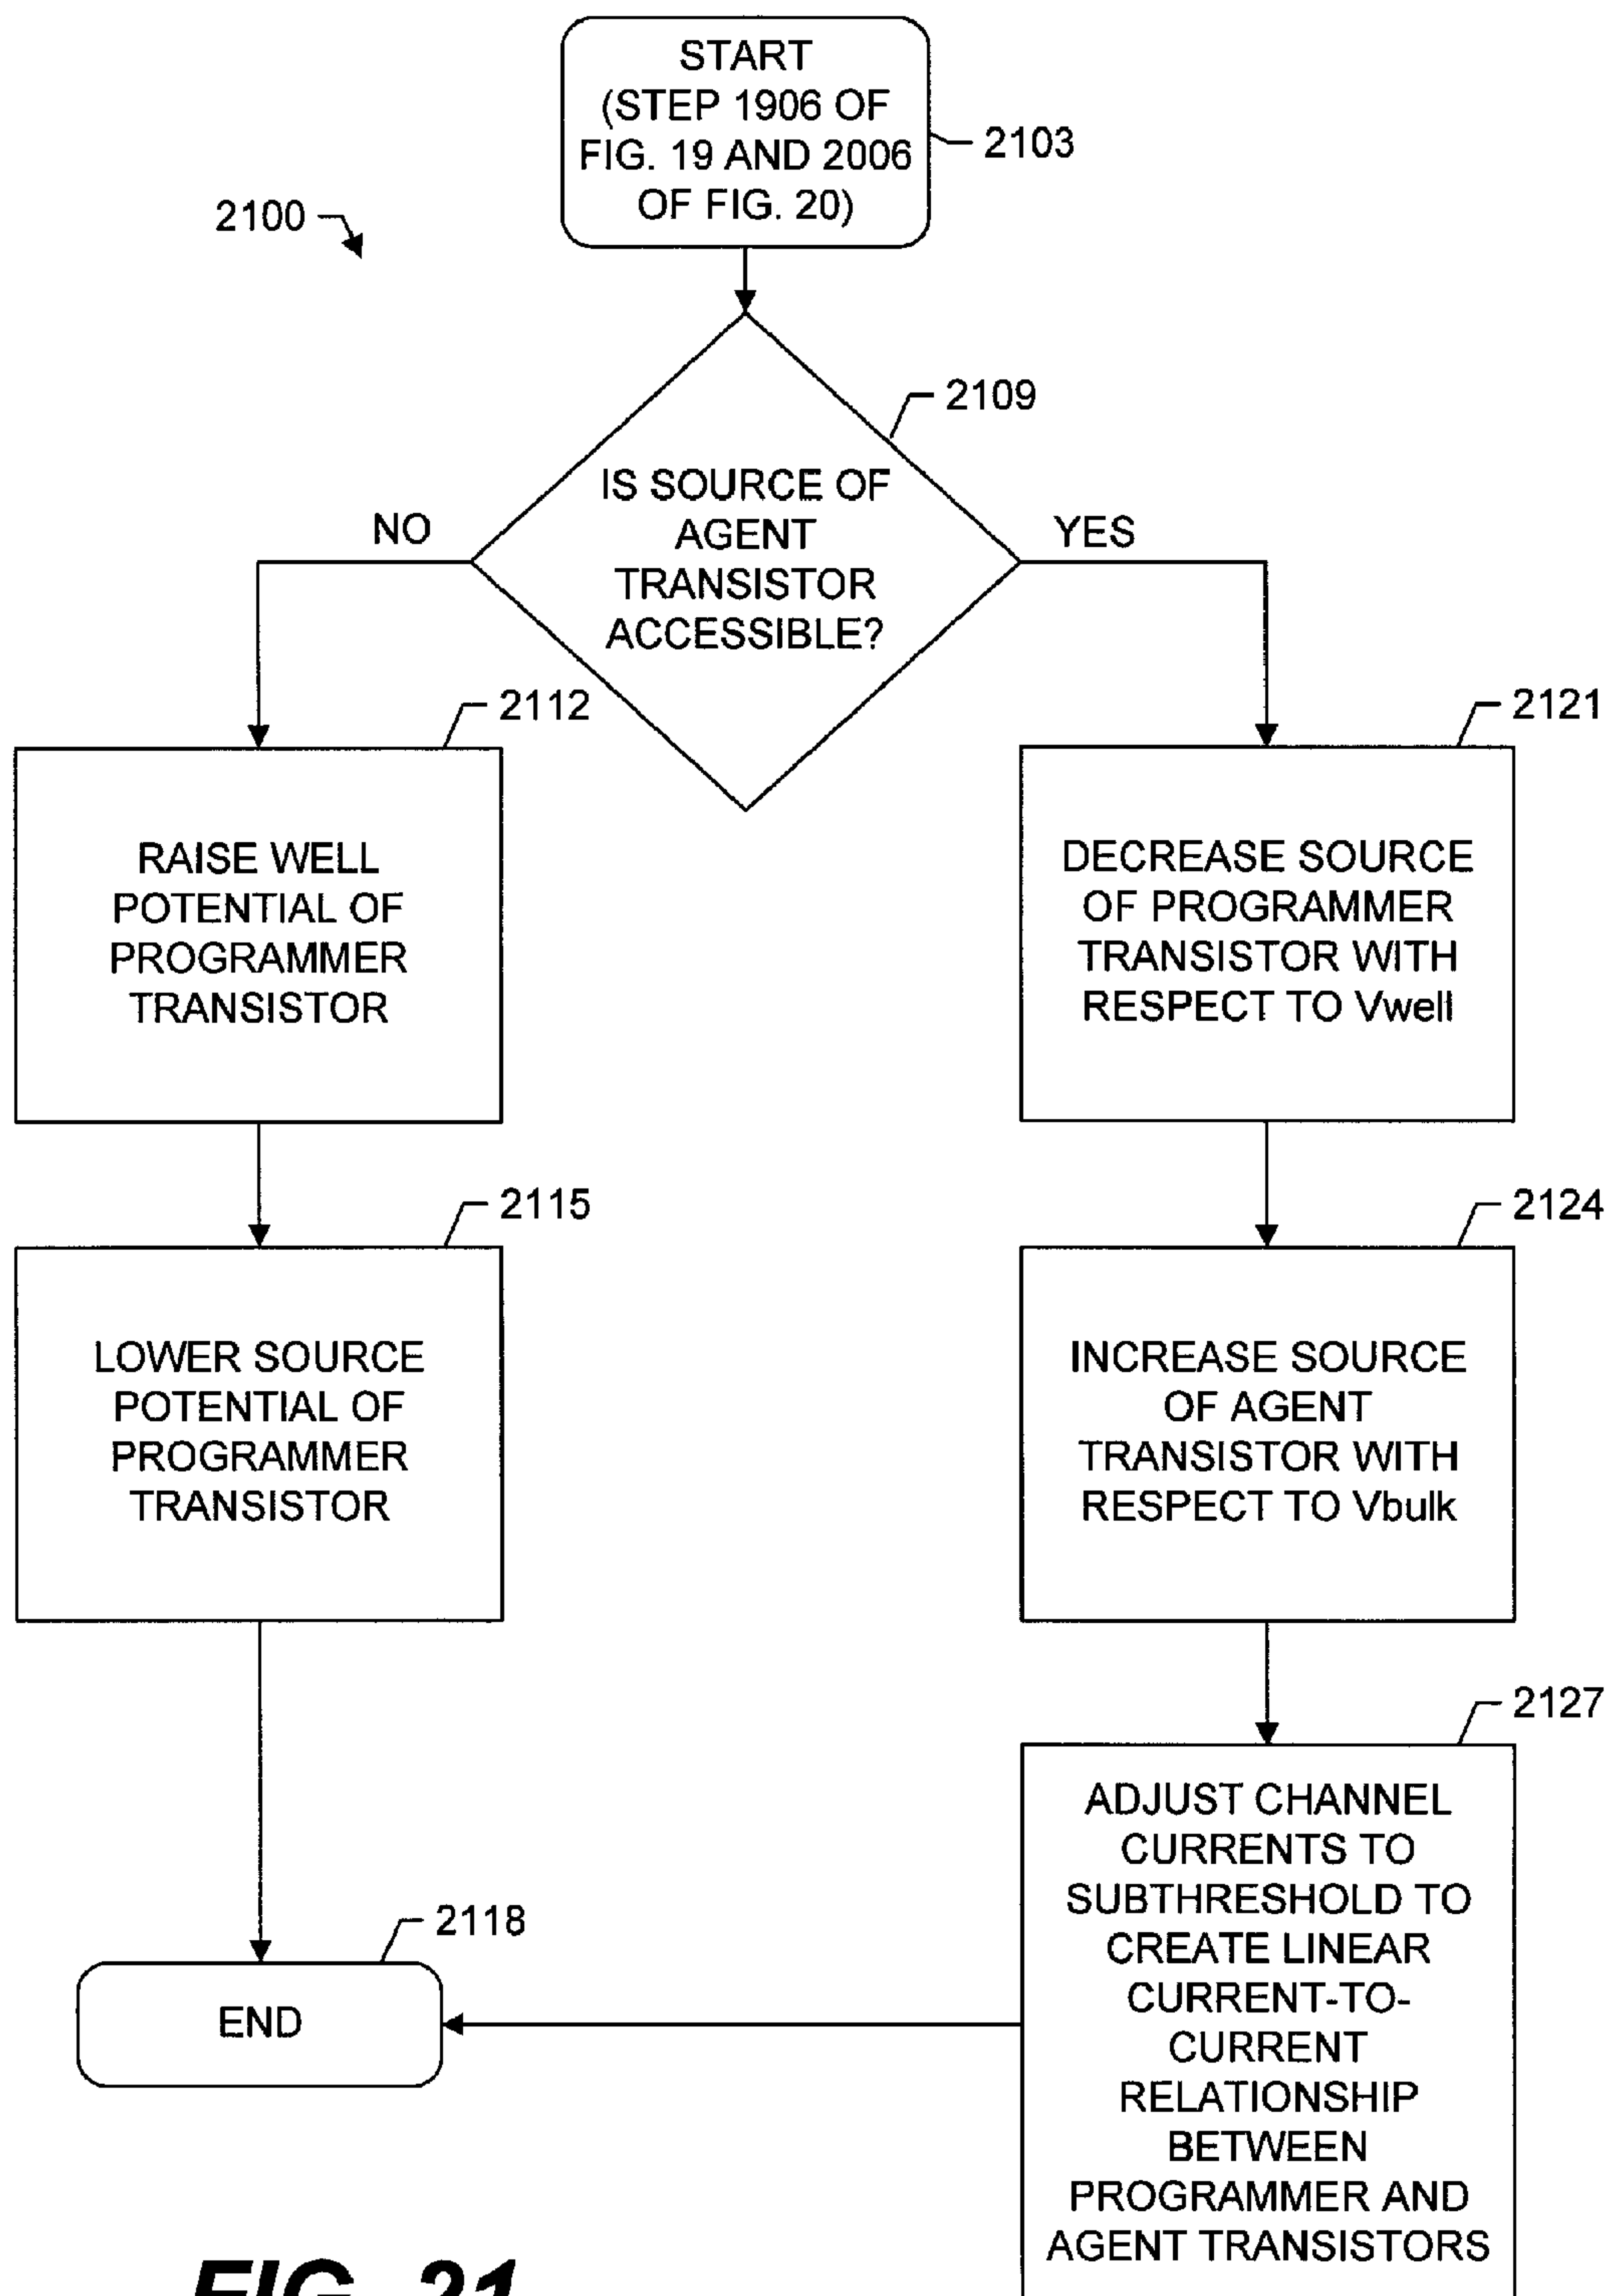 START
(STEP 1906 OF
FIG. 19 AND 2006
OF FIG. 20)
2103
2100
2109
IS SOURCE OF
AGENT
TRANSISTOR
ACCESSIBLE?
NO
YES
2112
RAISE WELL
POTENTIAL OF
PROGRAMMER
TRANSISTOR
2121
DECREASE SOURCE
OF PROGRAMMER
TRANSISTOR WITH
RESPECT TO Vwell
2115
LOWER SOURCE
POTENTIAL OF
PROGRAMMER
TRANSISTOR
2124
INCREASE SOURCE
OF AGENT
TRANSISTOR WITH
RESPECT TO Vbulk
2127
ADJUST CHANNEL
CURRENTS TO
SUBTHRESHOLD TO
CREATE LINEAR
CURRENT-TO-
CURRENT
RELATIONSHIP
BETWEEN
PROGRAMMER AND
AGENT TRANSISTORS
2118
END
FIG. 21